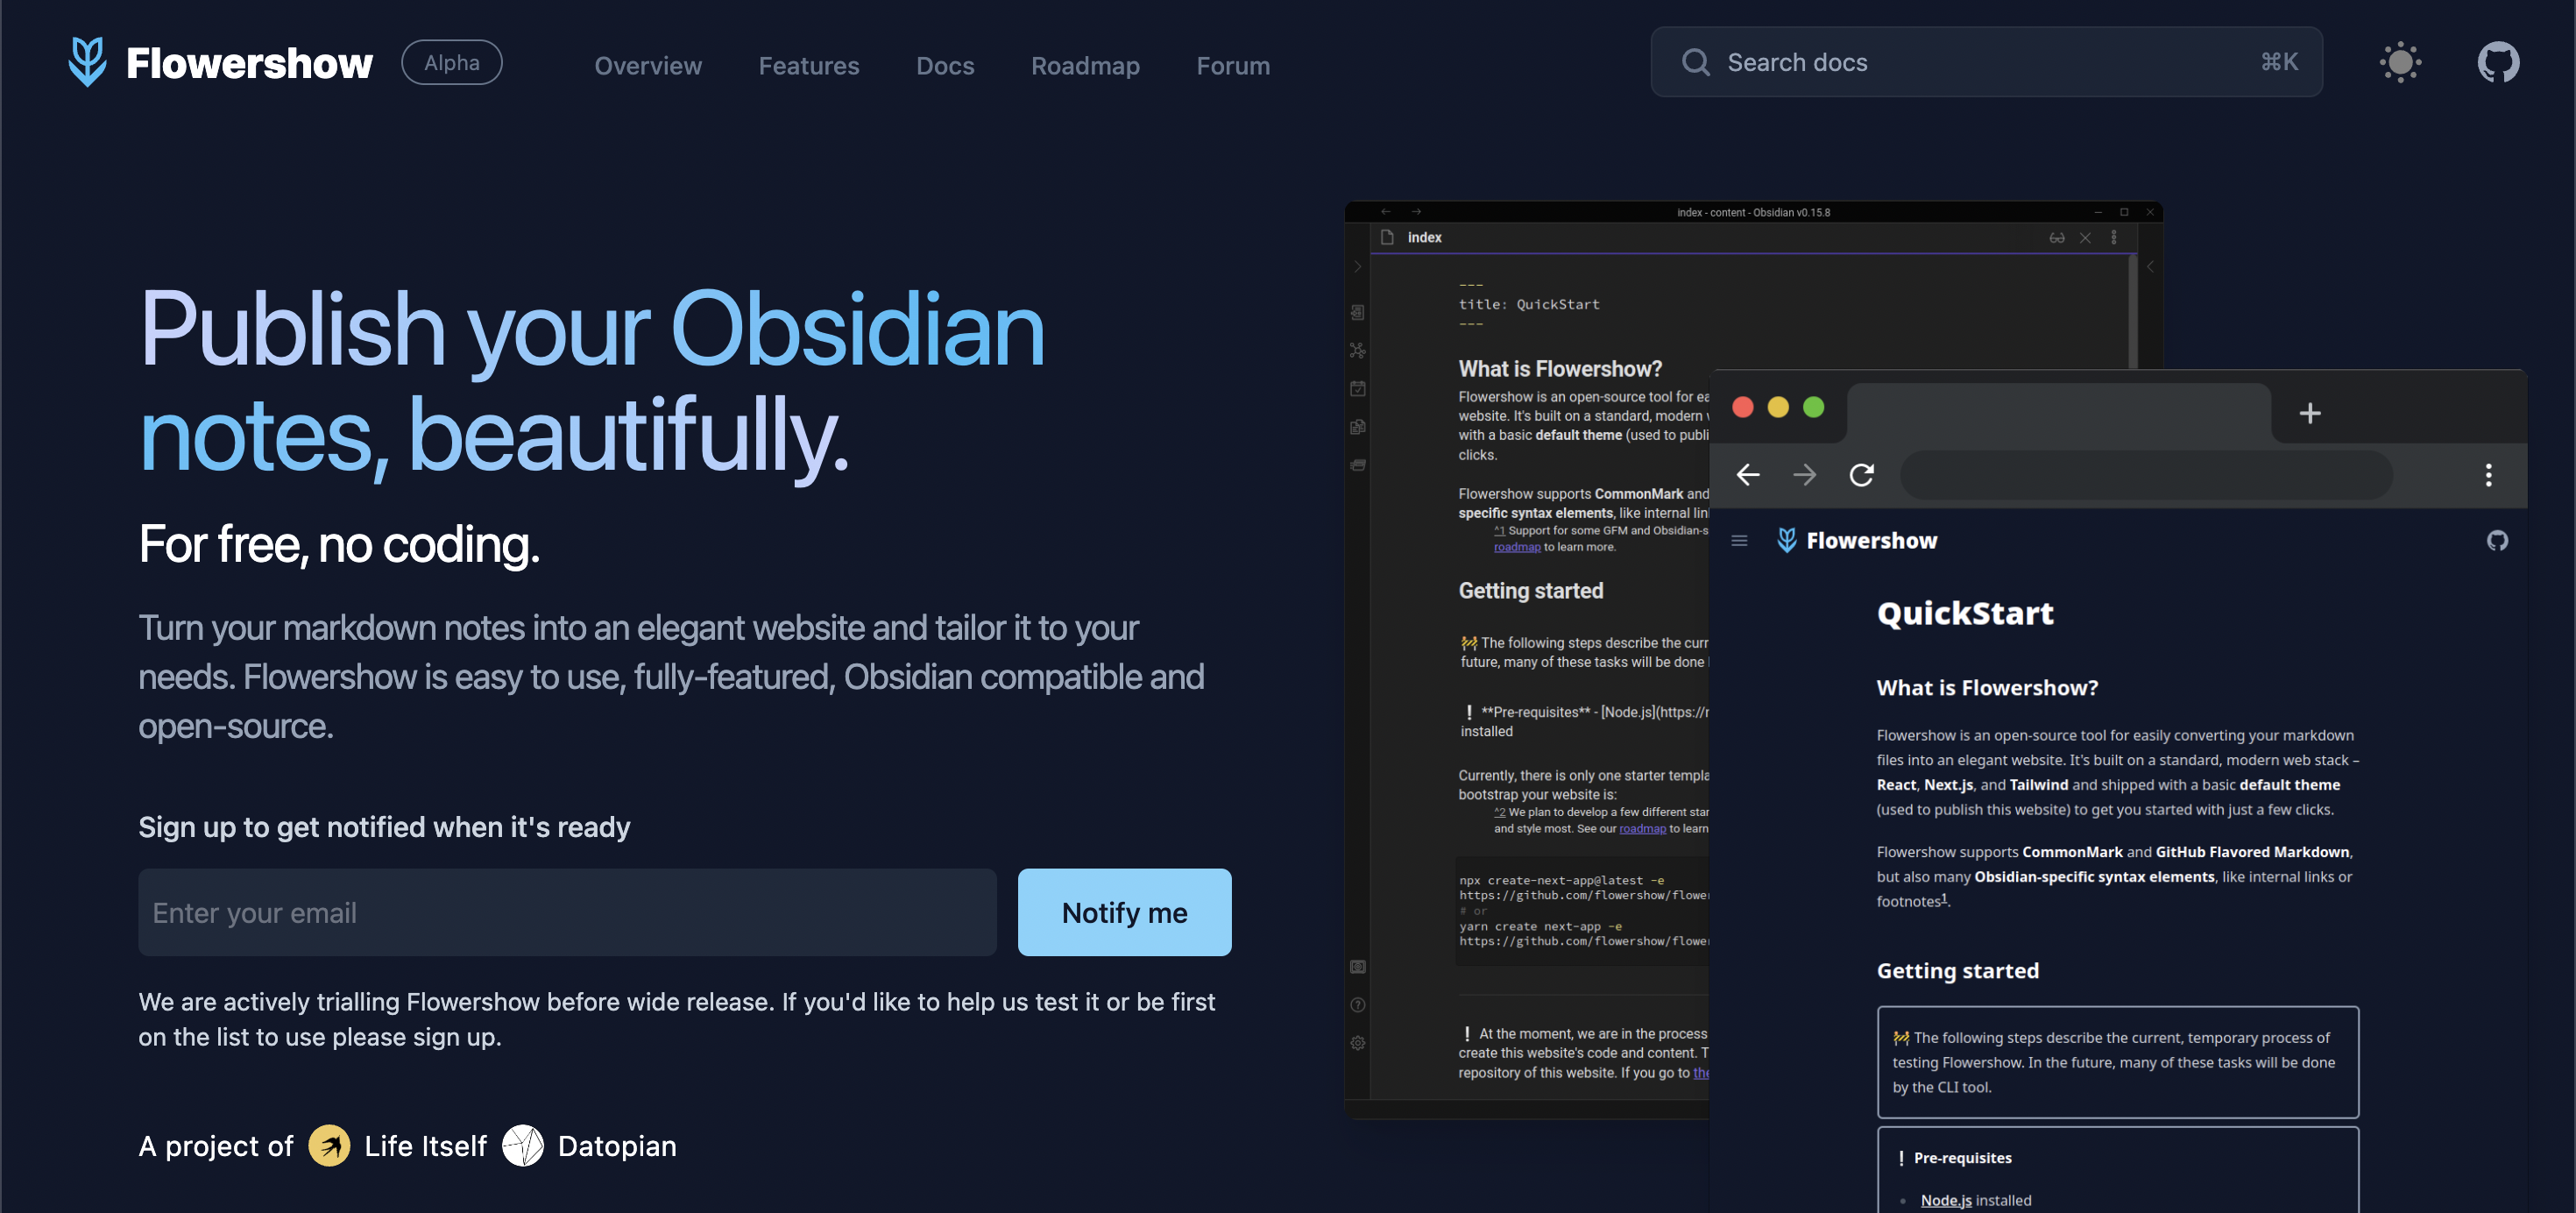 Flowershow
Alpha
Overview
Features
Docs
Roadmap
Forum
Search docs
⌘K
Publish your Obsidian
notes, beautifully.
For free, no coding.
Turn your markdown notes into an elegant website and tailor it to your
needs. Flowershow is easy to use, fully-featured, Obsidian compatible and
open-source.
Sign up to get notified when it's ready
Enter your email
Notify me
We are actively trialling Flowershow before wide release. If you'd like to help us test it or be first
on the list to use please sign up.
A project of Life Itself Datopian
index - content - Obsidian v0.15.8
index
---
title: QuickStart
---
What is Flowershow?
Flowershow is an open-source tool for
website. It's built on a standard, modern
with a basic default theme (used to
clicks.
Flowershow supports CommonMark and
specific syntax elements, like internal
^1 Support for some GFM and
roadmap to learn more.
Getting started
🚧 The following steps describe the
future, many of these tasks will be done
❗ **Pre-requisites** - [Node.js](https://
installed
Currently, there is only one starter
bootstrap your website is:
^2 We plan to develop a few different
and style most. See our roadmap to learn
npx create-next-app@latest -e
https://github.com/flowershow/
# or
yarn create next-app -e
https://github.com/flowershow/
❗ At the moment, we are in the process
create this website's code and content.
repository of this website. If you go to the
Flowershow
QuickStart
What is Flowershow?
Flowershow is an open-source tool for easily converting your markdown
files into an elegant website. It's built on a standard, modern web stack –
React, Next.js, and Tailwind and shipped with a basic default theme
(used to publish this website) to get you started with just a few clicks.
Flowershow supports CommonMark and GitHub Flavored Markdown,
but also many Obsidian-specific syntax elements, like internal links or
footnotes1.
Getting started
🚧 The following steps describe the current, temporary process of
testing Flowershow. In the future, many of these tasks will be done
by the CLI tool.
❗ Pre-requisites
• Node.js installed